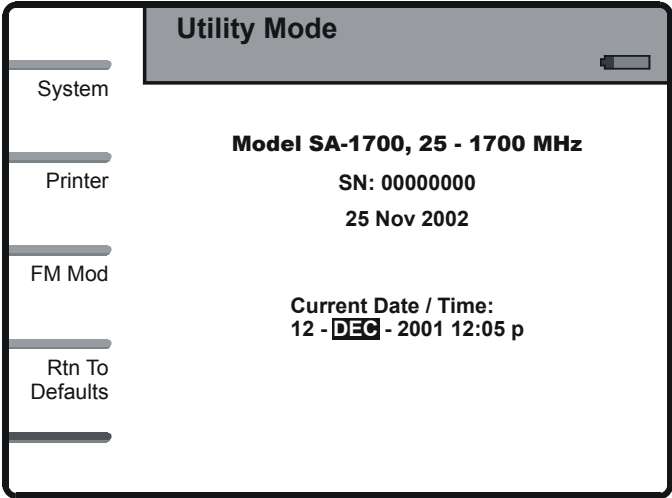 Utility Mode
System
Printer
FM Mod
Rtn To
Defaults
Model SA-1700, 25 - 1700 MHz
SN: 00000000
25 Nov 2002
Current Date / Time:
12 - DEC - 2001 12:05 p